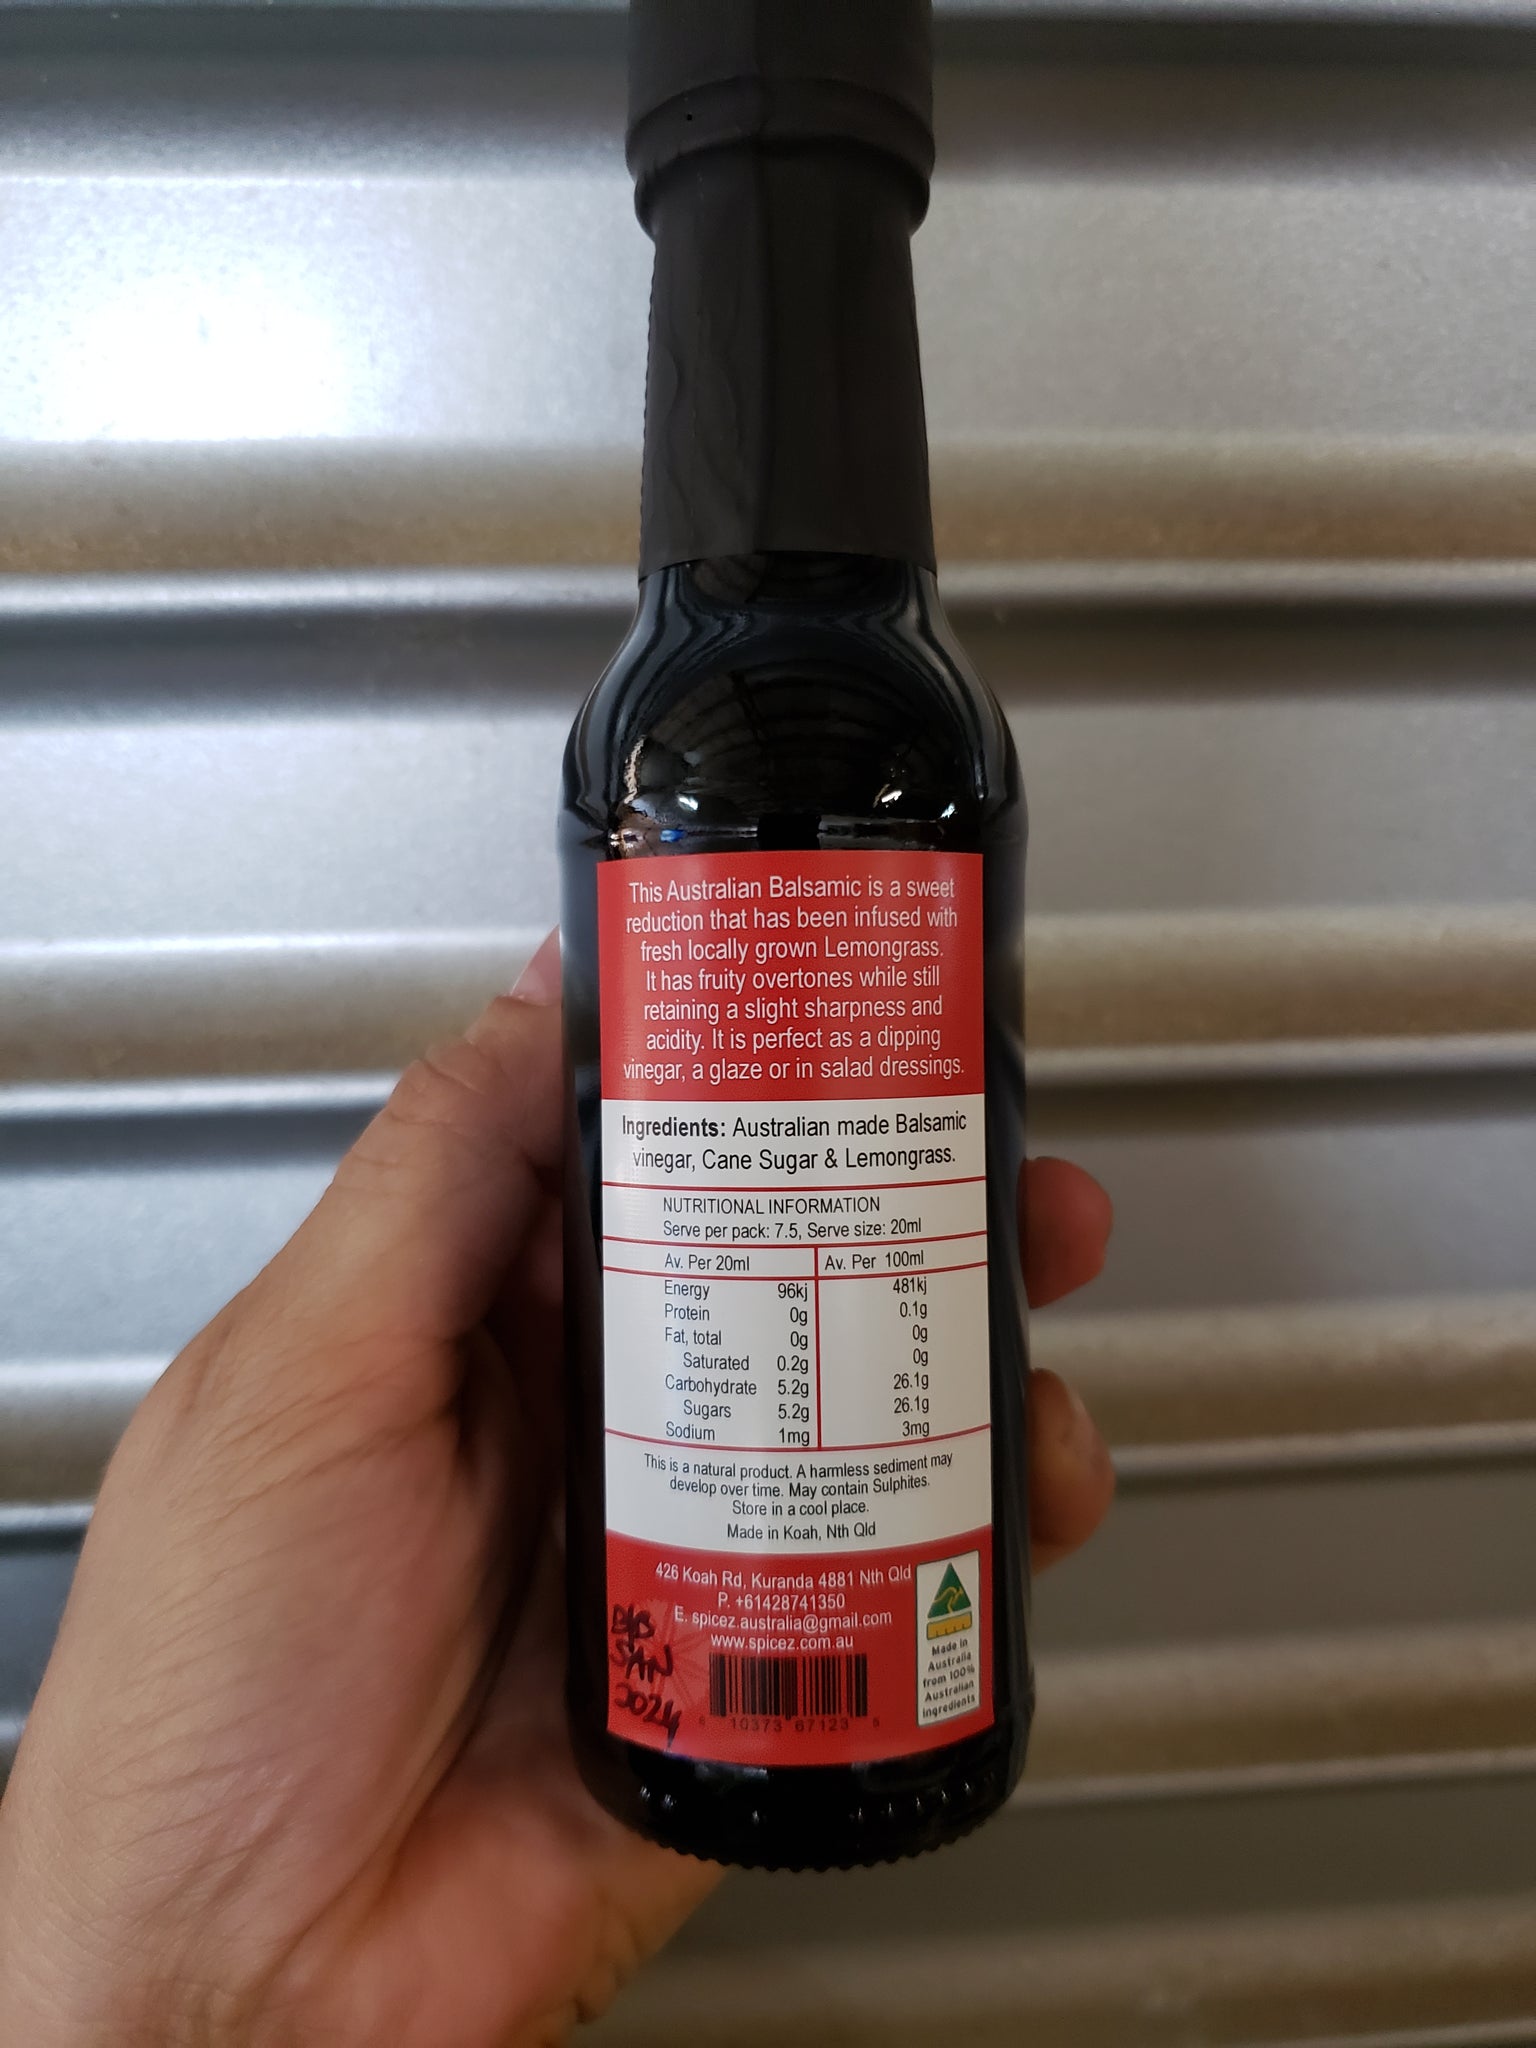 This Australian Balsamic is a sweet
reduction that has been infused with
fresh locally grown Lemongrass.
It has fruity overtones while still
retaining a slight sharpness and
acidity. It is perfect as a dipping
vinegar, a glaze or in salad dressings.
Ingredients: Australian made Balsamic
vinegar, Cane Sugar & Lemongrass.
NUTRITIONAL INFORMATION
Serve per pack: 7.5, Serve size: 20ml
Av. Per 20ml Av. Per 100ml
Energy 96kj 481kj
Protein 0g 0.1g
Fat, total 0g 0g
Saturated 0.2g 0g
Carbohydrate 5.2g 26.1g
Sugars 5.2g 26.1g
Sodium 1mg 3mg
This is a natural product. A harmless sediment may
develop over time. May contain Sulphites.
Store in a cool place.
Made in Koah, Nth Qld
426 Koah Rd, Kuranda 4881 Nth Qld
P. +61428741350
E. spicez.australia@gmail.com
www.spicez.com.au
B/B
JAN
2024
6 10373 67123 5
Made in
Australia
from 100%
Australian
ingredients